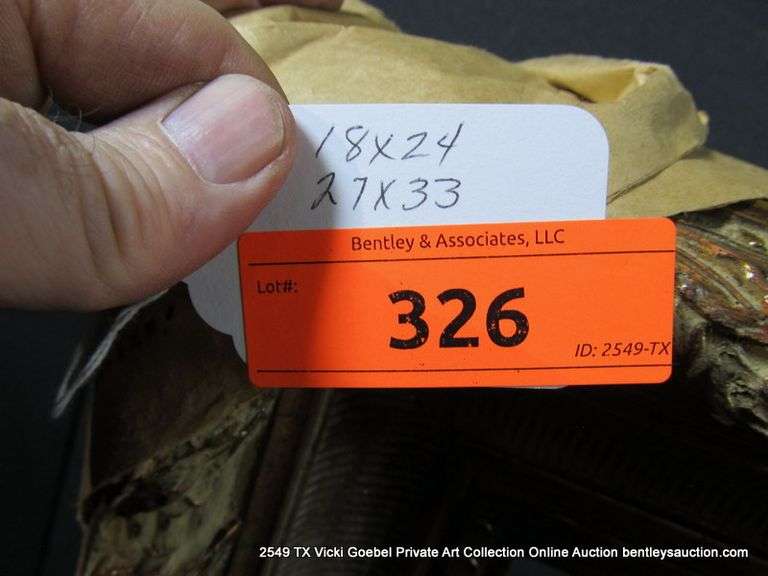 18x24
27x33
Bentley & Associates, LLC
Lot#:
326
ID: 2549-TX
2549 TX Vicki Goebel Private Art Collection Online Auction bentleysauction.com